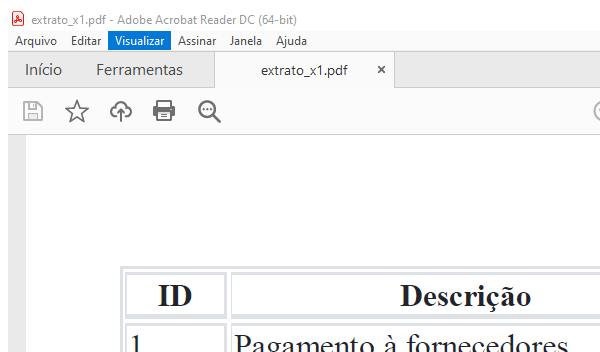 extrato_x1.pdf - Adobe Acrobat Reader DC (64-bit)
Arquivo Editar Visualizar Assinar Janela Ajuda
Início Ferramentas extrato_x1.pdf ×
ID Descrição
1 Pagamento à fornecedores